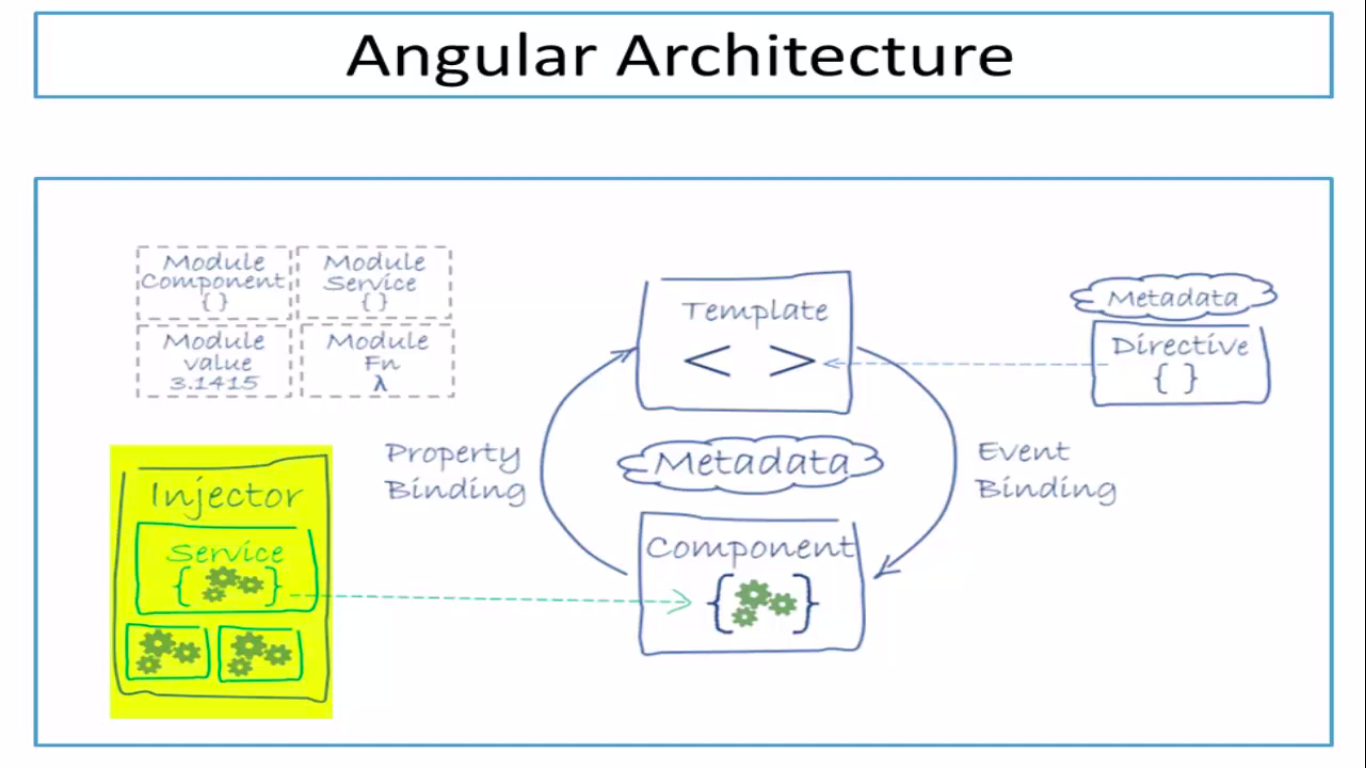 Angular Architecture
Module
Component
{ }
Module
Service
{ }
Module
value
3.1415
Module
Fn
λ
Template
< >
Metadata
Directive
{ }
Property
Binding
Metadata
Event
Binding
Injector
Service
{ }
Component
{ }